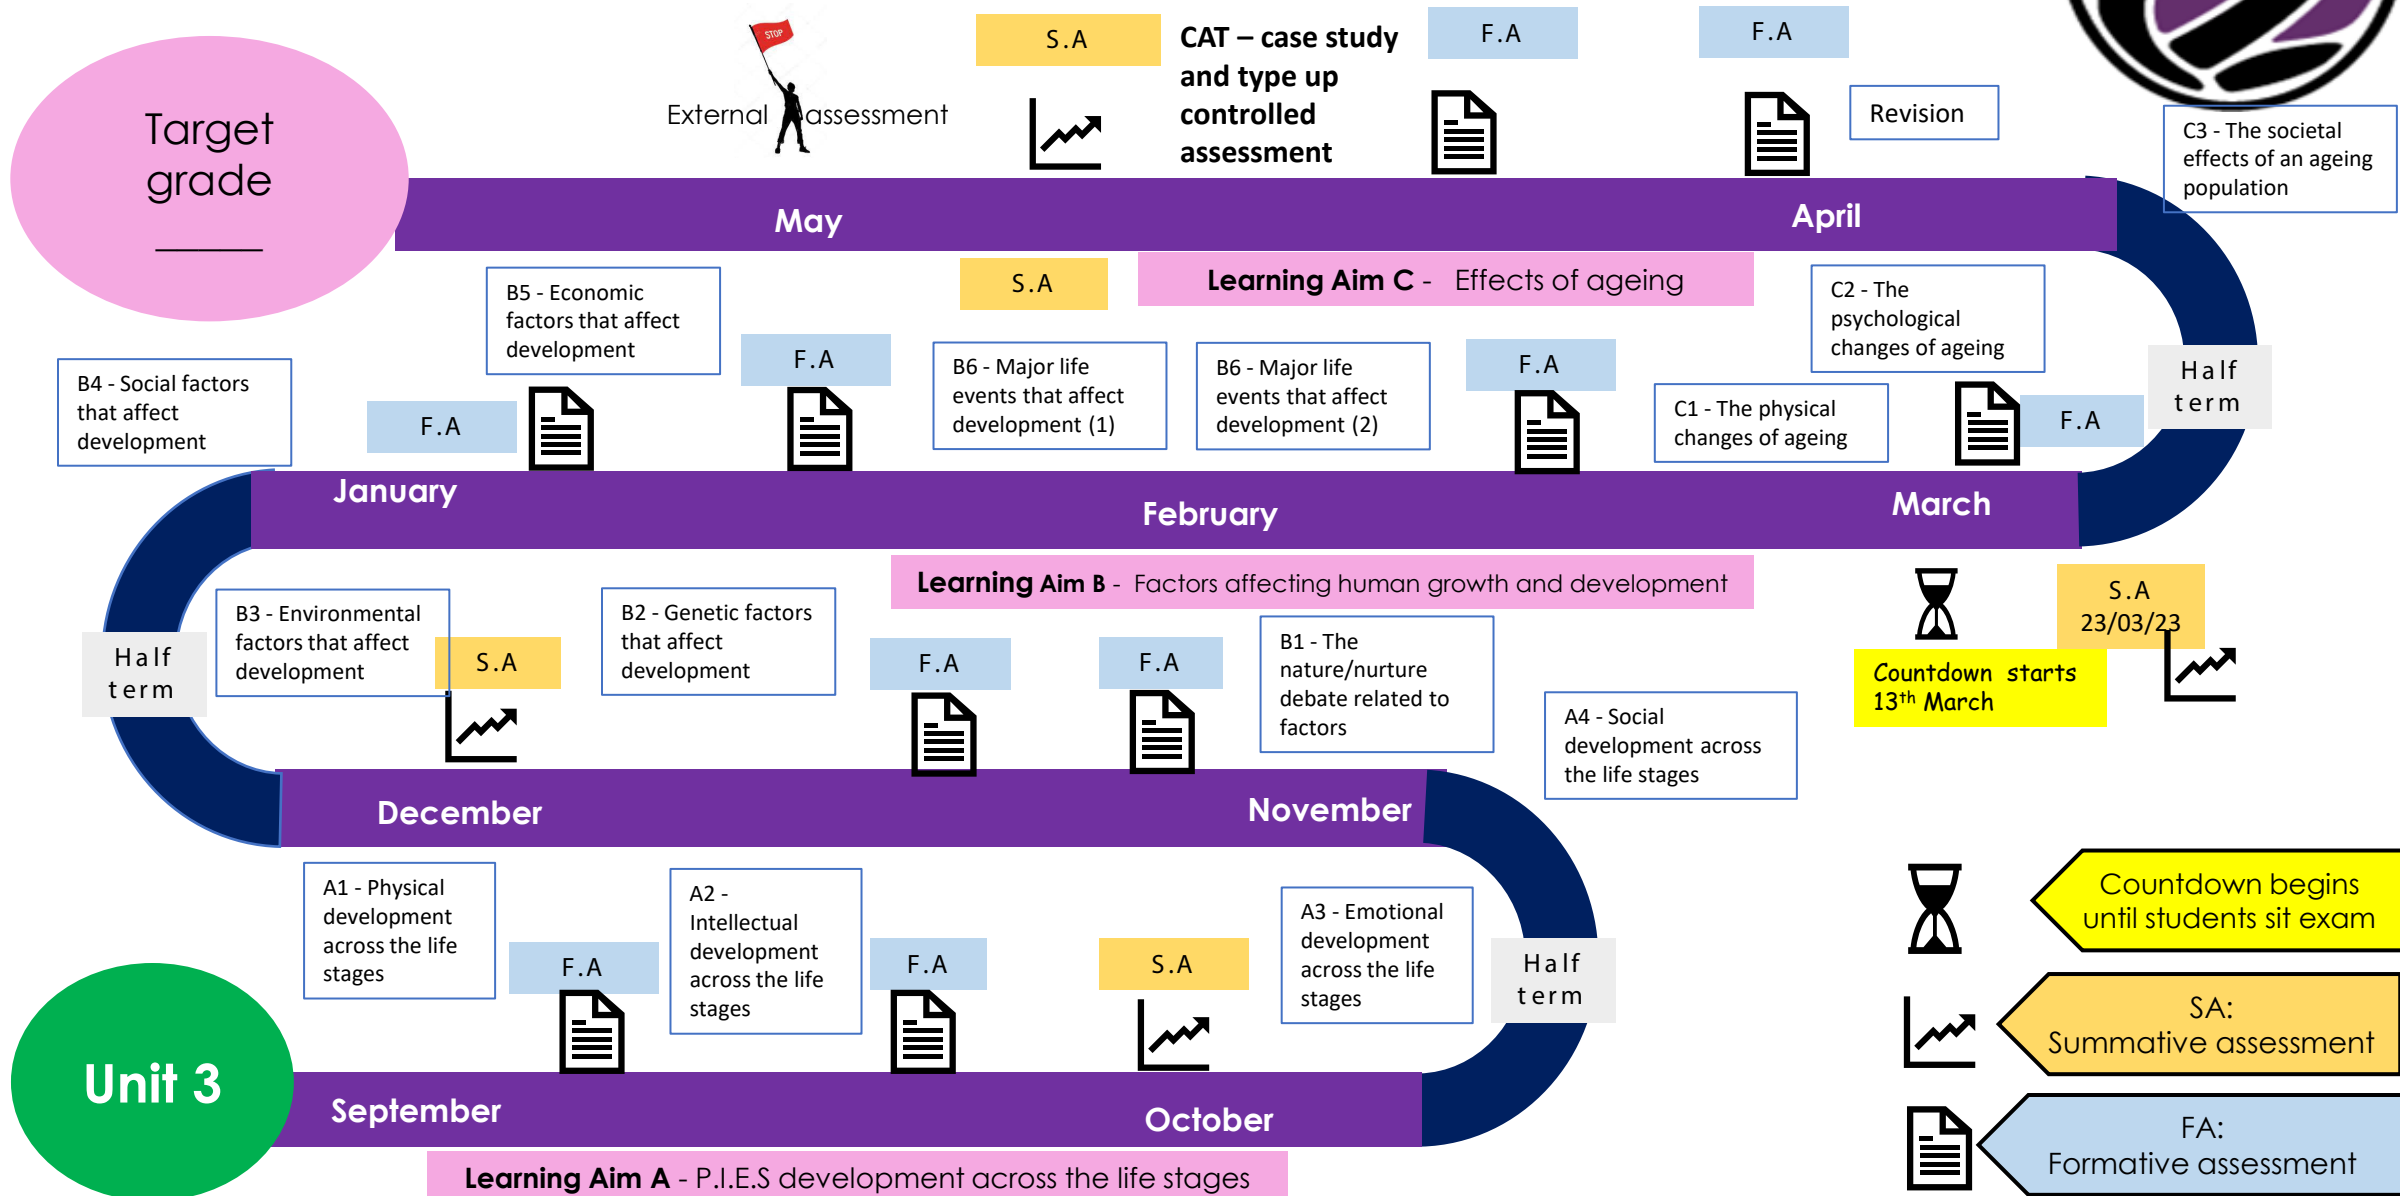 Target
grade
______
External assessment
STOP
S.A
CAT – case study
and type up
controlled
assessment
F.A
F.A
Revision
C3 - The societal
effects of an ageing
population
May
April
Learning Aim C - Effects of ageing
B4 - Social factors
that affect
development
F.A
B5 - Economic
factors that affect
development
F.A
S.A
B6 - Major life
events that affect
development (1)
B6 - Major life
events that affect
development (2)
F.A
C1 - The physical
changes of ageing
C2 - The
psychological
changes of ageing
F.A
Half
term
January
February
March
Learning Aim B - Factors affecting human growth and development
Countdown starts
13th March
S.A
23/03/23
Half
term
B3 - Environmental
factors that affect
development
S.A
B2 - Genetic factors
that affect
development
F.A
F.A
B1 - The
nature/nurture
debate related to
factors
A4 - Social
development across
the life stages
December
November
A1 - Physical
development
across the life
stages
F.A
A2 -
Intellectual
development
across the life
stages
F.A
S.A
A3 - Emotional
development
across the life
stages
Half
term
Unit 3
September
October
Learning Aim A - P.I.E.S development across the life stages
Countdown begins
until students sit exam
SA:
Summative assessment
FA:
Formative assessment